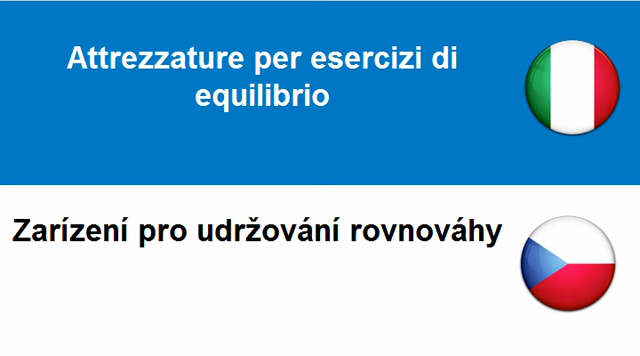 Attrezzature per esercizi di
equilibrio
Zarízení pro udržování rovnováhy